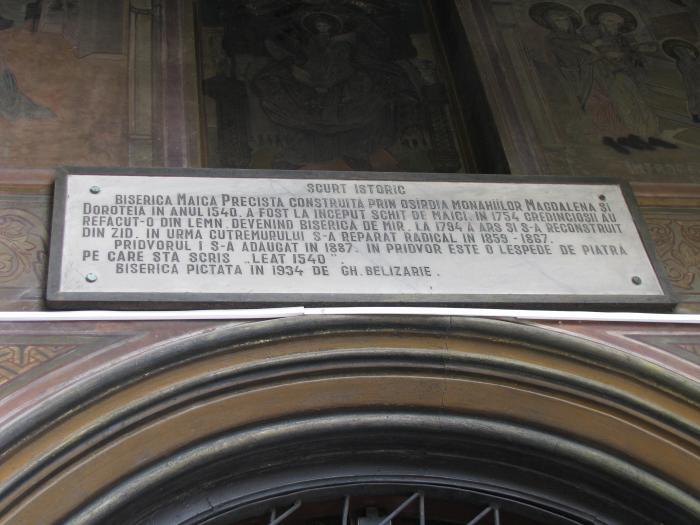 SCURT ISTORIC
BISERICA MAICA PRECISTA CONSTRUITA PRIN OSIRDIA MONAHIILOR MAGDALENA SI
DOROTEIA IN ANUL 1540. A FOST LA INCEPUT SCHIT DE MAICI. IN 1754 CREDINCIOSII AU
REFACUT-O DIN LEMN, DEVENIND BISERICA DE MIR. LA 1794 A ARS SI S-A RECONSTRUIT
DIN ZID. IN URMA CUTREMURULUI S-A REPARAT RADICAL IN 1859 - 1867.
PRIDVORUL I S-A ADAUGAT IN 1887. IN PRIDVOR ESTE O LESPEDE DE PIATRA
PE CARE STA SCRIS „LEAT 1540".
BISERICA PICTATA IN 1934 DE GH. BELIZARIE.